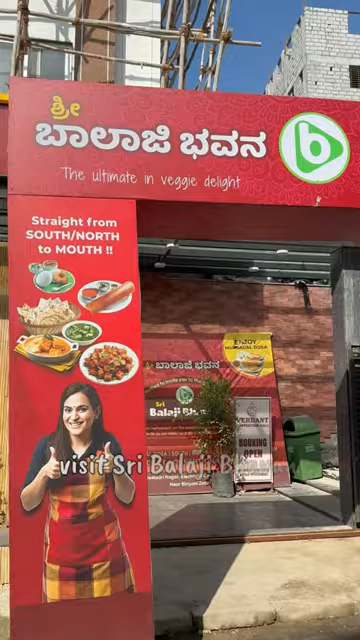 ಶ್ರೀ
ಬಾಲಾಜಿ ಭವನ
b
The ultimate in veggie delight
Straight from
SOUTH/NORTH
to MOUTH !!
ENJOY
ಬಾಲಾಜಿ ಭವನ
Sri
Balaji Bh
VERDANT
BOOKING
OPEN
visit Sri Balaji B